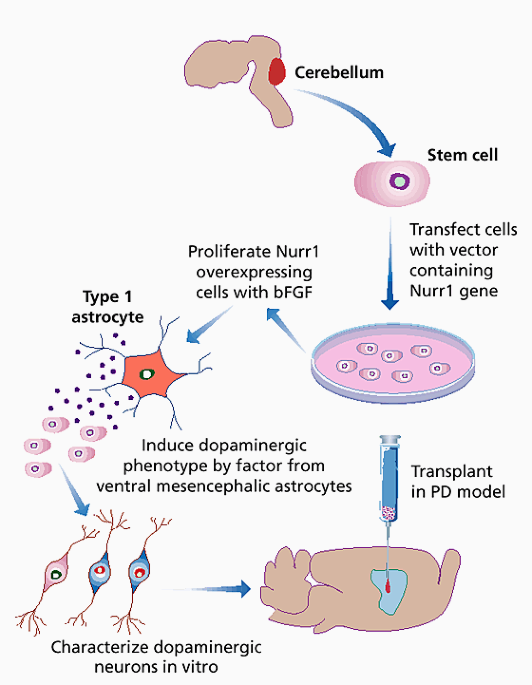 Cerebellum
Stem cell
Transfect cells
with vector
containing
Nurr1 gene
Proliferate Nurr1
overexpressing
cells with bFGF
Type 1
astrocyte
Induce dopaminergic
phenotype by factor from
ventral mesencephalic astrocytes
Transplant
in PD model
Characterize dopaminergic
neurons in vitro